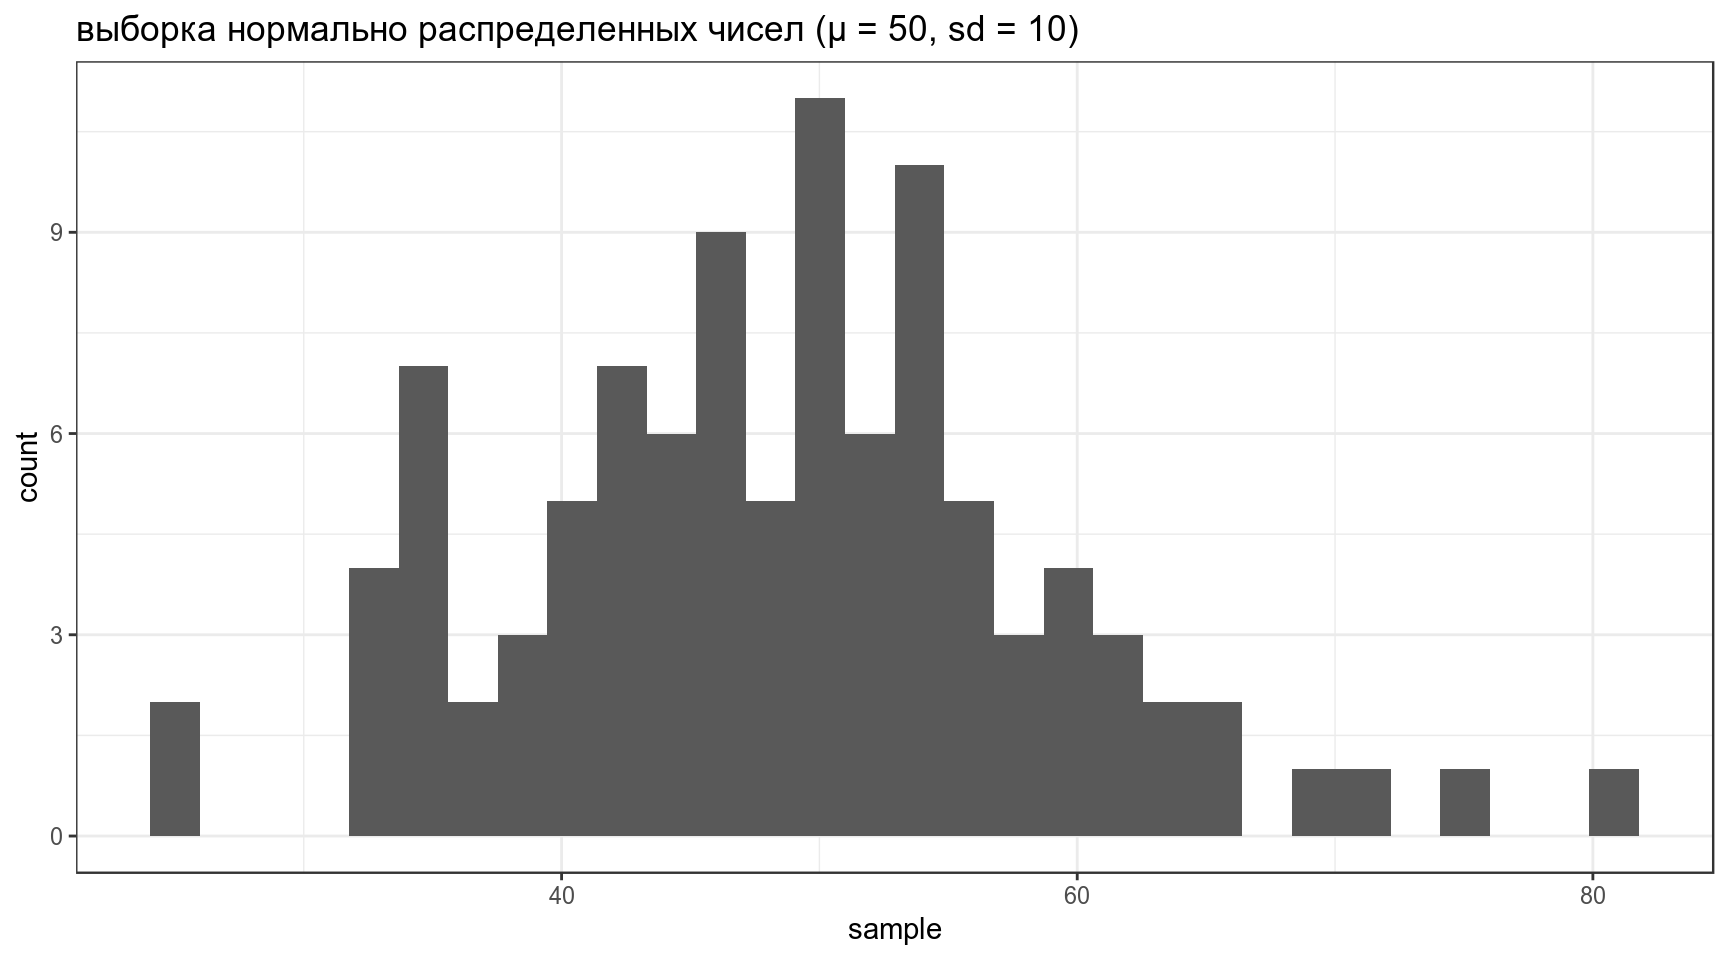 выборка нормально распределенных чисел (μ = 50, sd = 10)
9
6
3
0
count
40 60 80
sample